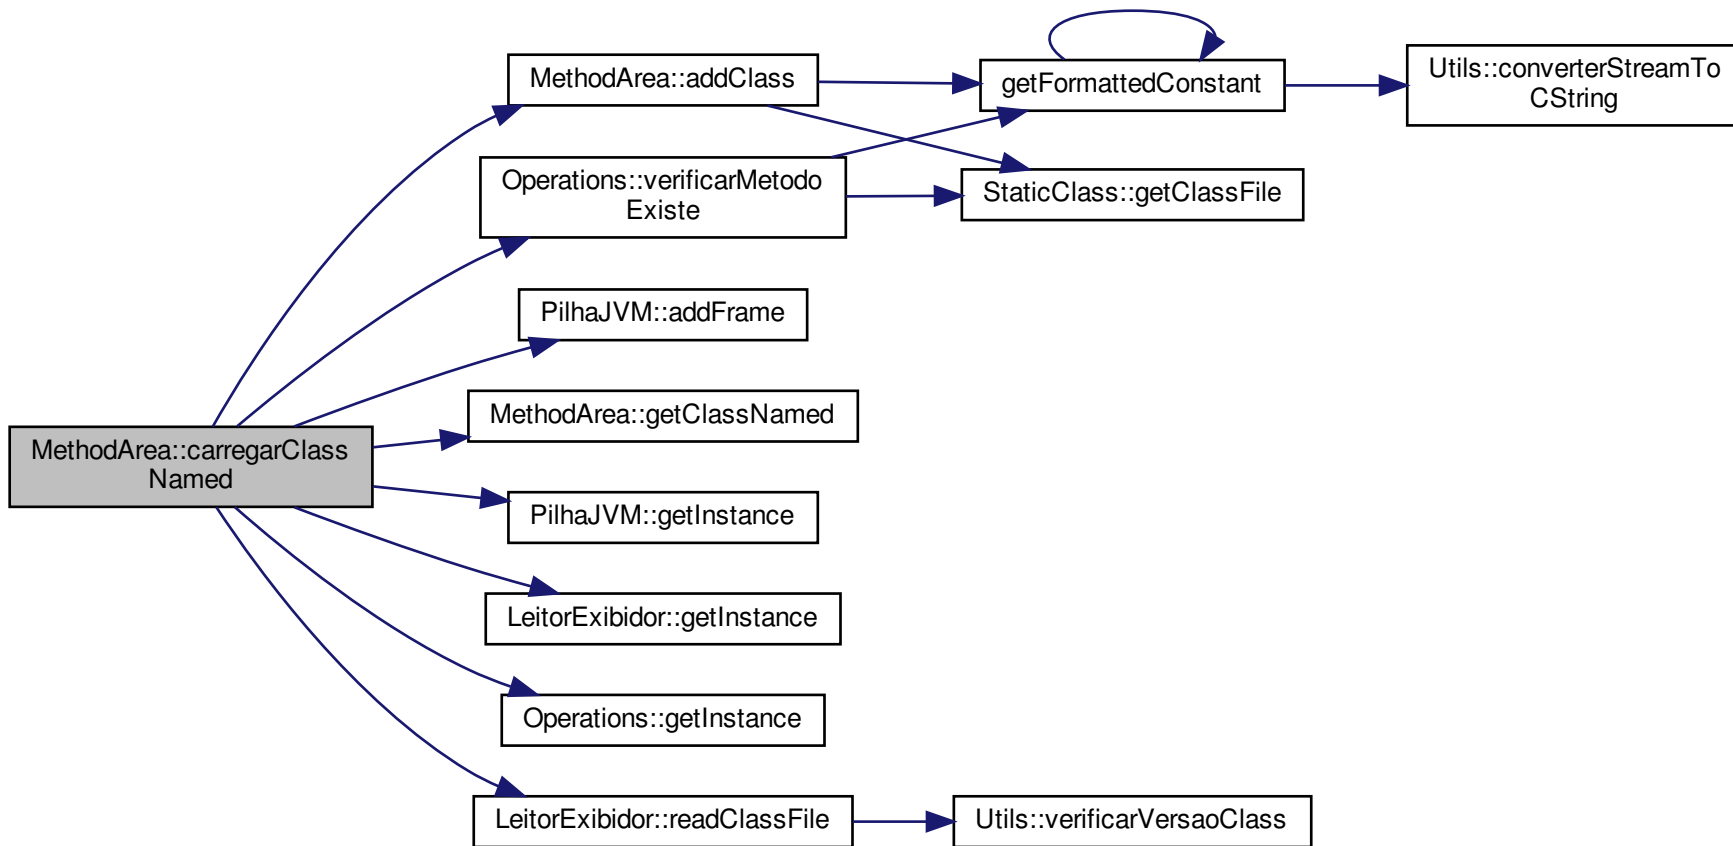 MethodArea::carregarClass
Named
MethodArea::addClass
Operations::verificarMetodo
Existe
PilhaJVM::addFrame
MethodArea::getClassNamed
PilhaJVM::getInstance
LeitorExibidor::getInstance
Operations::getInstance
LeitorExibidor::readClassFile
getFormattedConstant
StaticClass::getClassFile
Utils::verificarVersaoClass
Utils::converterStreamTo
CString